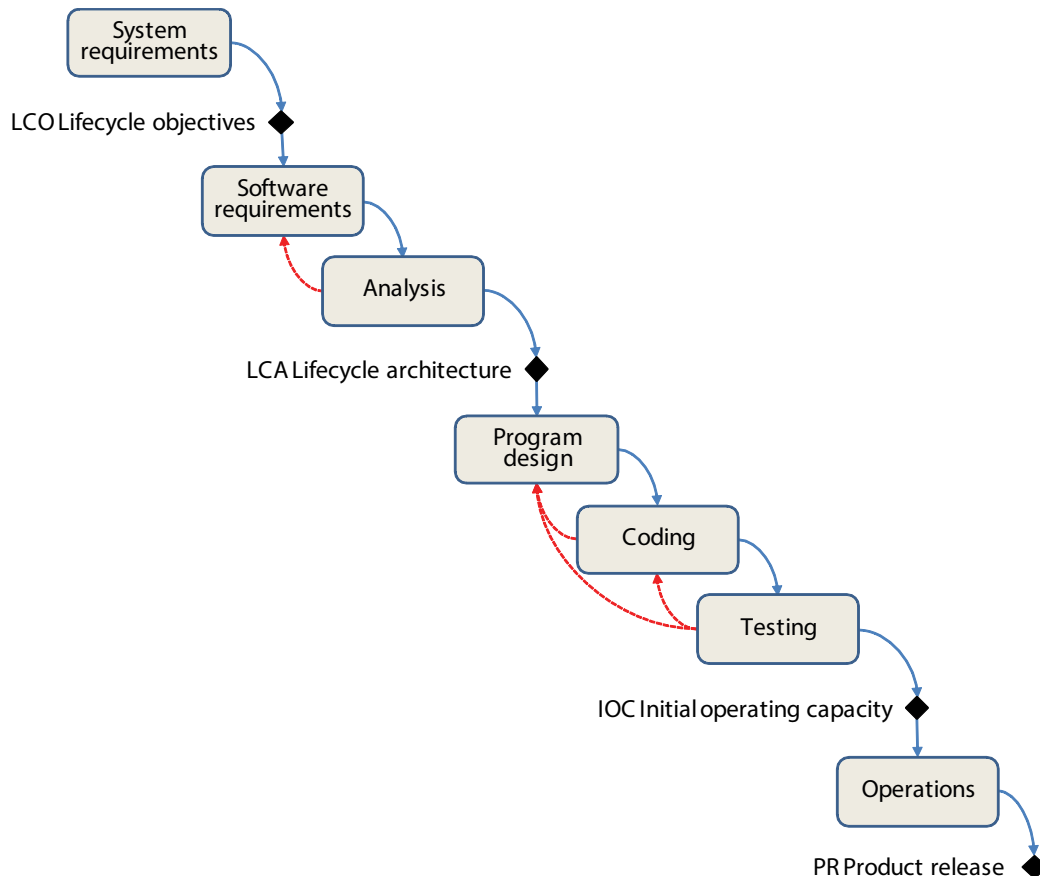 System
requirements
LCO Lifecycle objectives
Software
requirements
Analysis
LCA Lifecycle architecture
Program
design
Coding
Testing
IOC Initial operating capacity
Operations
PR Product release